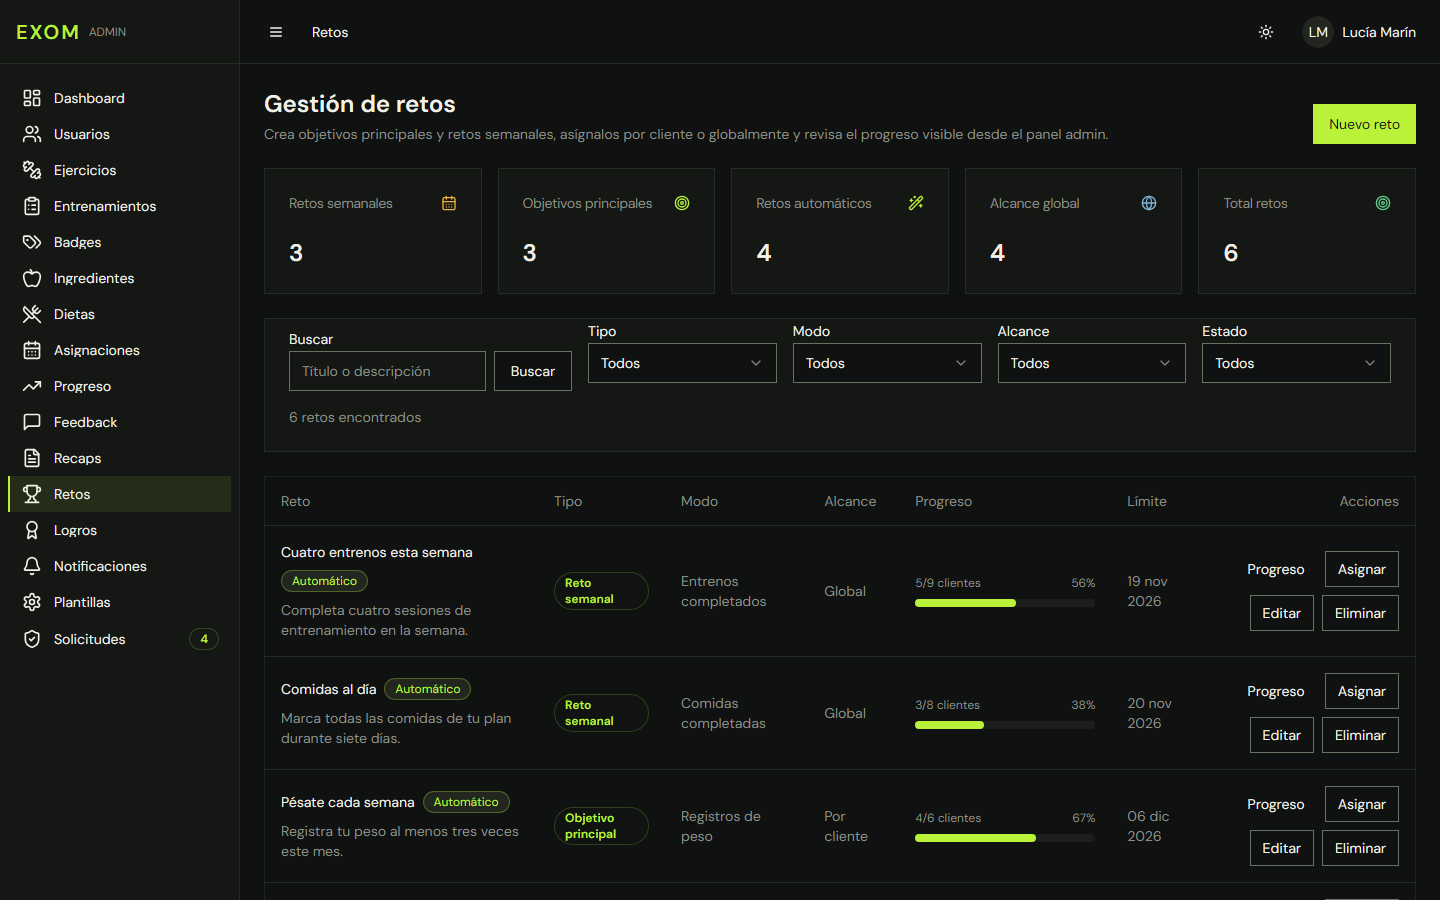 EXOM ADMIN
Retos
LM Lucía Marín
Dashboard
Usuarios
Ejercicios
Entrenamientos
Badges
Ingredientes
Dietas
Asignaciones
Progreso
Feedback
Recaps
Retos
Logros
Notificaciones
Plantillas
Solicitudes 4
Gestión de retos
Crea objetivos principales y retos semanales, asígnalos por cliente o globalmente y revisa el progreso visible desde el panel admin.
Nuevo reto
Retos semanales
3
Objetivos principales
3
Retos automáticos
4
Alcance global
4
Total retos
6
Buscar
Título o descripción
Buscar
Tipo
Todos
Modo
Todos
Alcance
Todos
Estado
Todos
6 retos encontrados
Reto Tipo Modo Alcance Progreso Límite Acciones
Cuatro entrenos esta semana
Automático
Completa cuatro sesiones de
entrenamiento en la semana.
Reto
semanal
Entrenos
completados
Global
5/9 clientes 56%
19 nov
2026
Progreso Asignar
Editar Eliminar
Comidas al día Automático
Marca todas las comidas de tu plan
durante siete días.
Reto
semanal
Comidas
completadas
Global
3/8 clientes 38%
20 nov
2026
Progreso Asignar
Editar Eliminar
Pésate cada semana Automático
Registra tu peso al menos tres veces
este mes.
Objetivo
principal
Registros de
peso
Por
cliente
4/6 clientes 67%
06 dic
2026
Progreso Asignar
Editar Eliminar